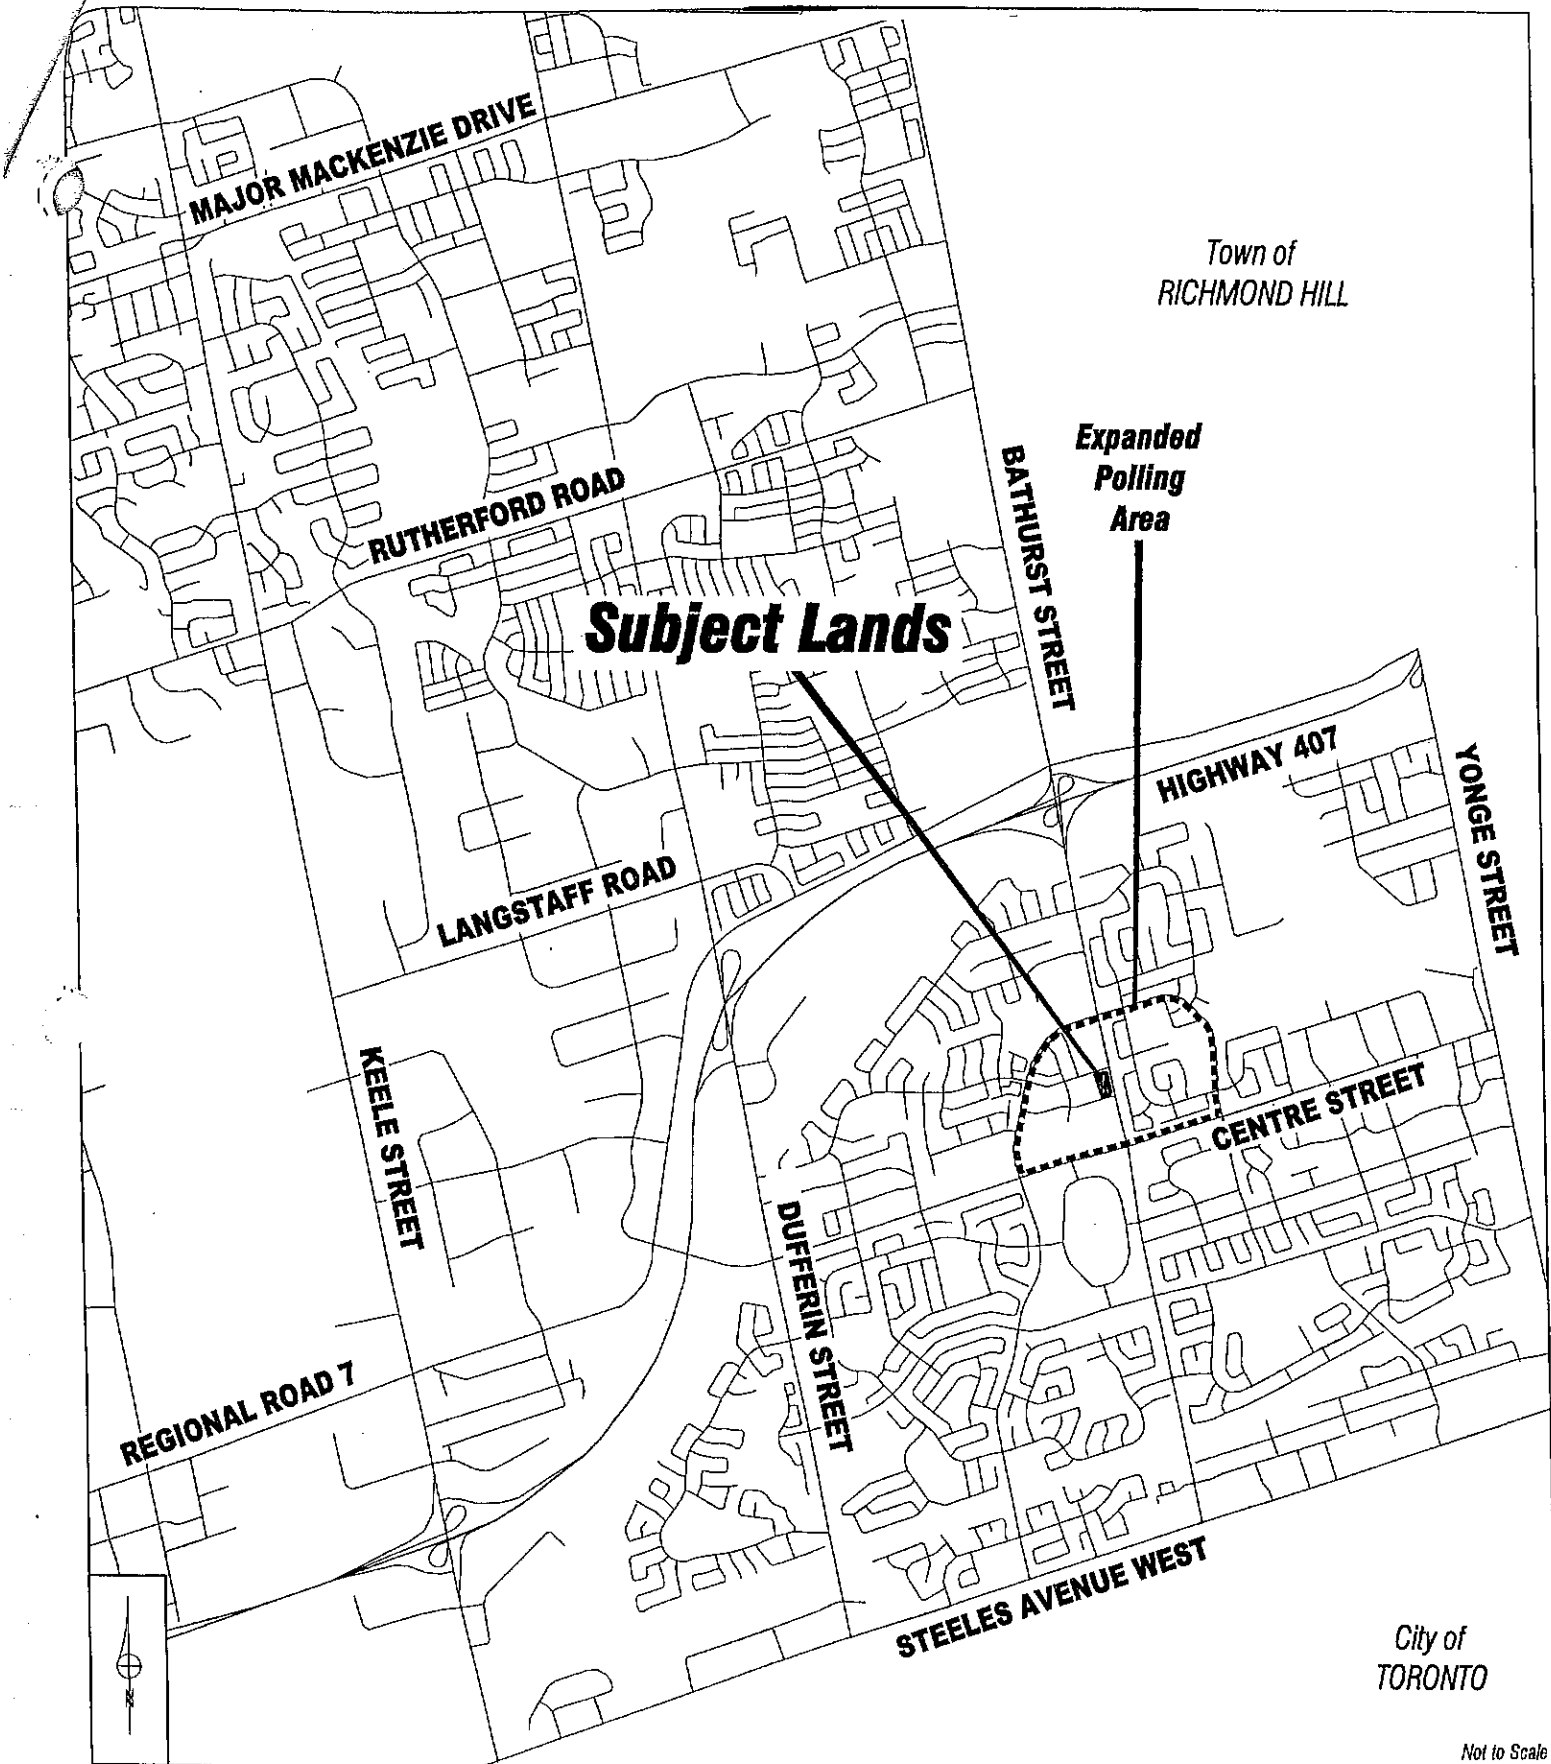 MAJOR MACKENZIE DRIVE
Town of
RICHMOND HILL
Expanded
Polling
Area
BATHURST STREET
RUTHERFORD ROAD
Subject Lands
HIGHWAY 407
YONGE STREET
LANGSTAFF ROAD
KEELE STREET
CENTRE STREET
DUFFERIN STREET
REGIONAL ROAD 7
STEELES AVENUE WEST
City of
TORONTO
N
Not to Scale